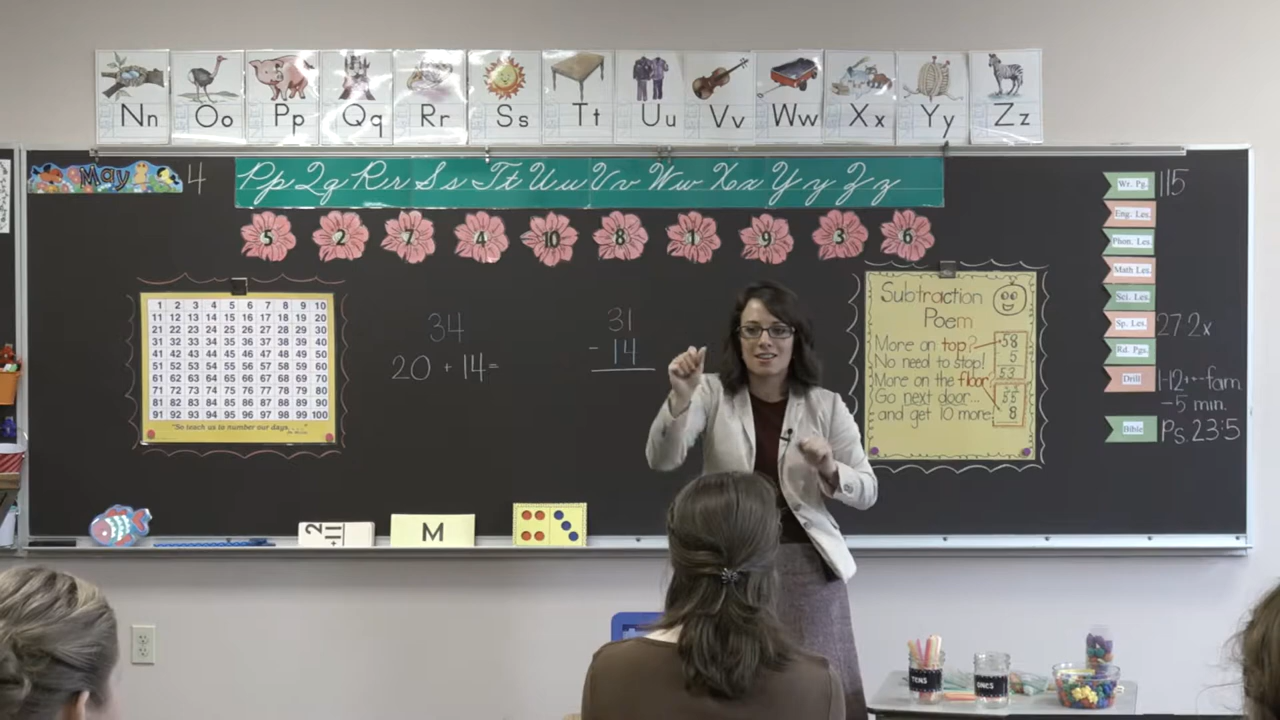 Nn Oo Pp Qq Rr Ss Tt Uu Vv Ww Xx Yy Zz
May 4
Pp Qq Rr Ss Tt Uu Vv Ww Xx Yy Zz
5 2 7 4 10 8 1 9 3 6
1 2 3 4 5 6 7 8 9 10
11 12 13 14 15 16 17 18 19 20
21 22 23 24 25 26 27 28 29 30
31 32 33 34 35 36 37 38 39 40
41 42 43 44 45 46 47 48 49 50
51 52 53 54 55 56 57 58 59 60
61 62 63 64 65 66 67 68 69 70
71 72 73 74 75 76 77 78 79 80
81 82 83 84 85 86 87 88 89 90
91 92 93 94 95 96 97 98 99 100
"So teach us to number our days,
34
20 + 14 =
31
- 14
Subtraction
Poem
More on top? 58
No need to stop! 5
More on the floor? 53
Go next door... 55
and get 10 more! 8
Wr. Pg. 115
Eng. Les.
Phon. Les.
Math Les.
Sci. Les.
Sp. Les. 27 2x
Rd. Pgs.
Drill 1-12+-fam
-5 min.
Bible Ps. 23:5
2
11
M
TENS
ONES